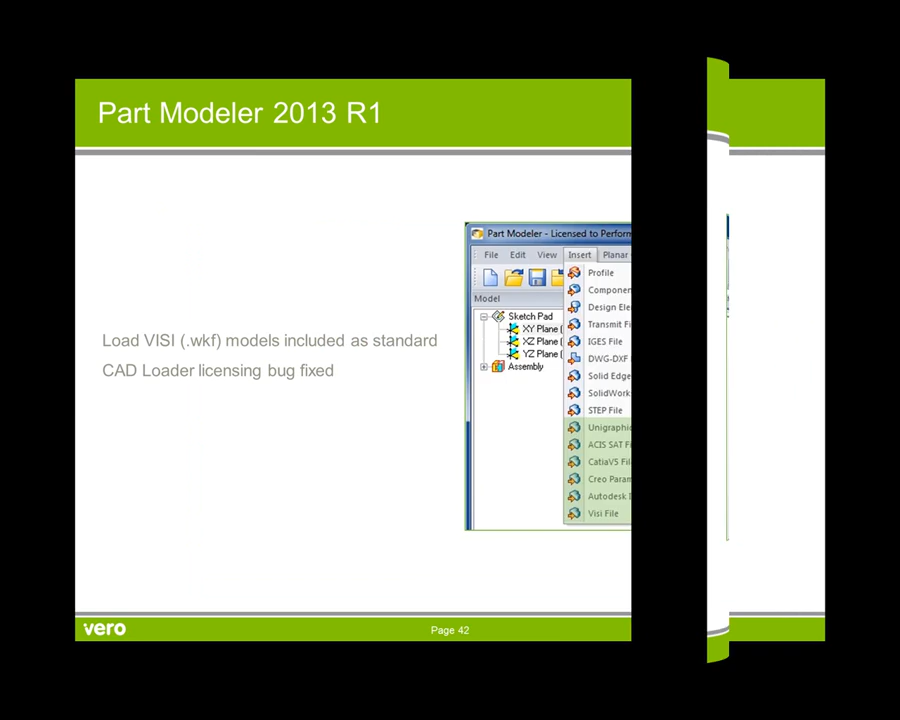 Part Modeler 2013 R1
Part Modeler - Licensed to Perform
File Edit View Insert Planar
Profile
Model
Componen
Sketch Pad
Design Ele
XY Plane (
Transmit Fi
XZ Plane (
IGES File
YZ Plane (
DWG-DXF
Assembly
Solid Edge
SolidWork
STEP File
Unigraphic
ACIS SAT Fi
CatiaV5 Fil
Creo Param
Autodesk I
Visi File
Load VISI (.wkf) models included as standard
CAD Loader licensing bug fixed
vero
Page 42